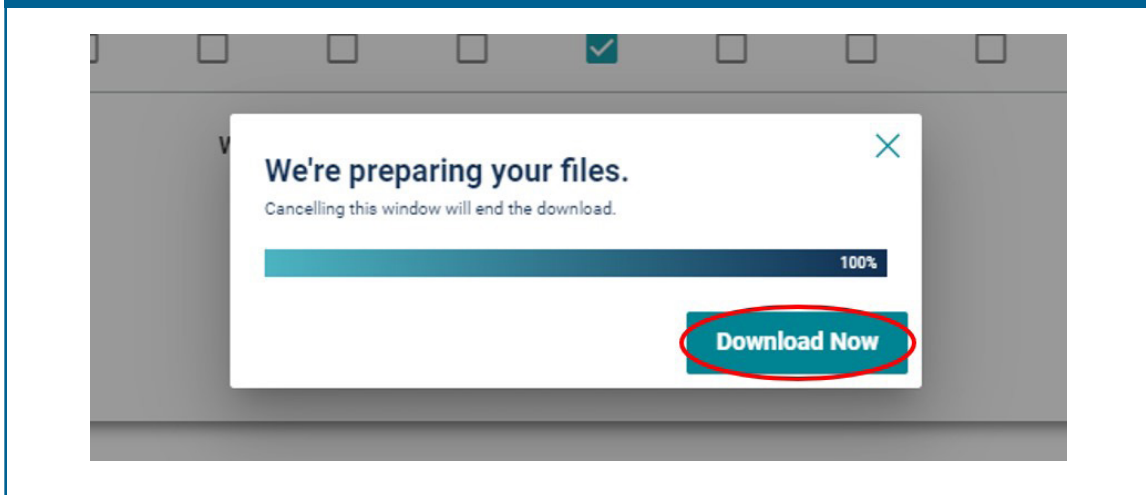 We're preparing your files.
Cancelling this window will end the download.
100%
Download Now